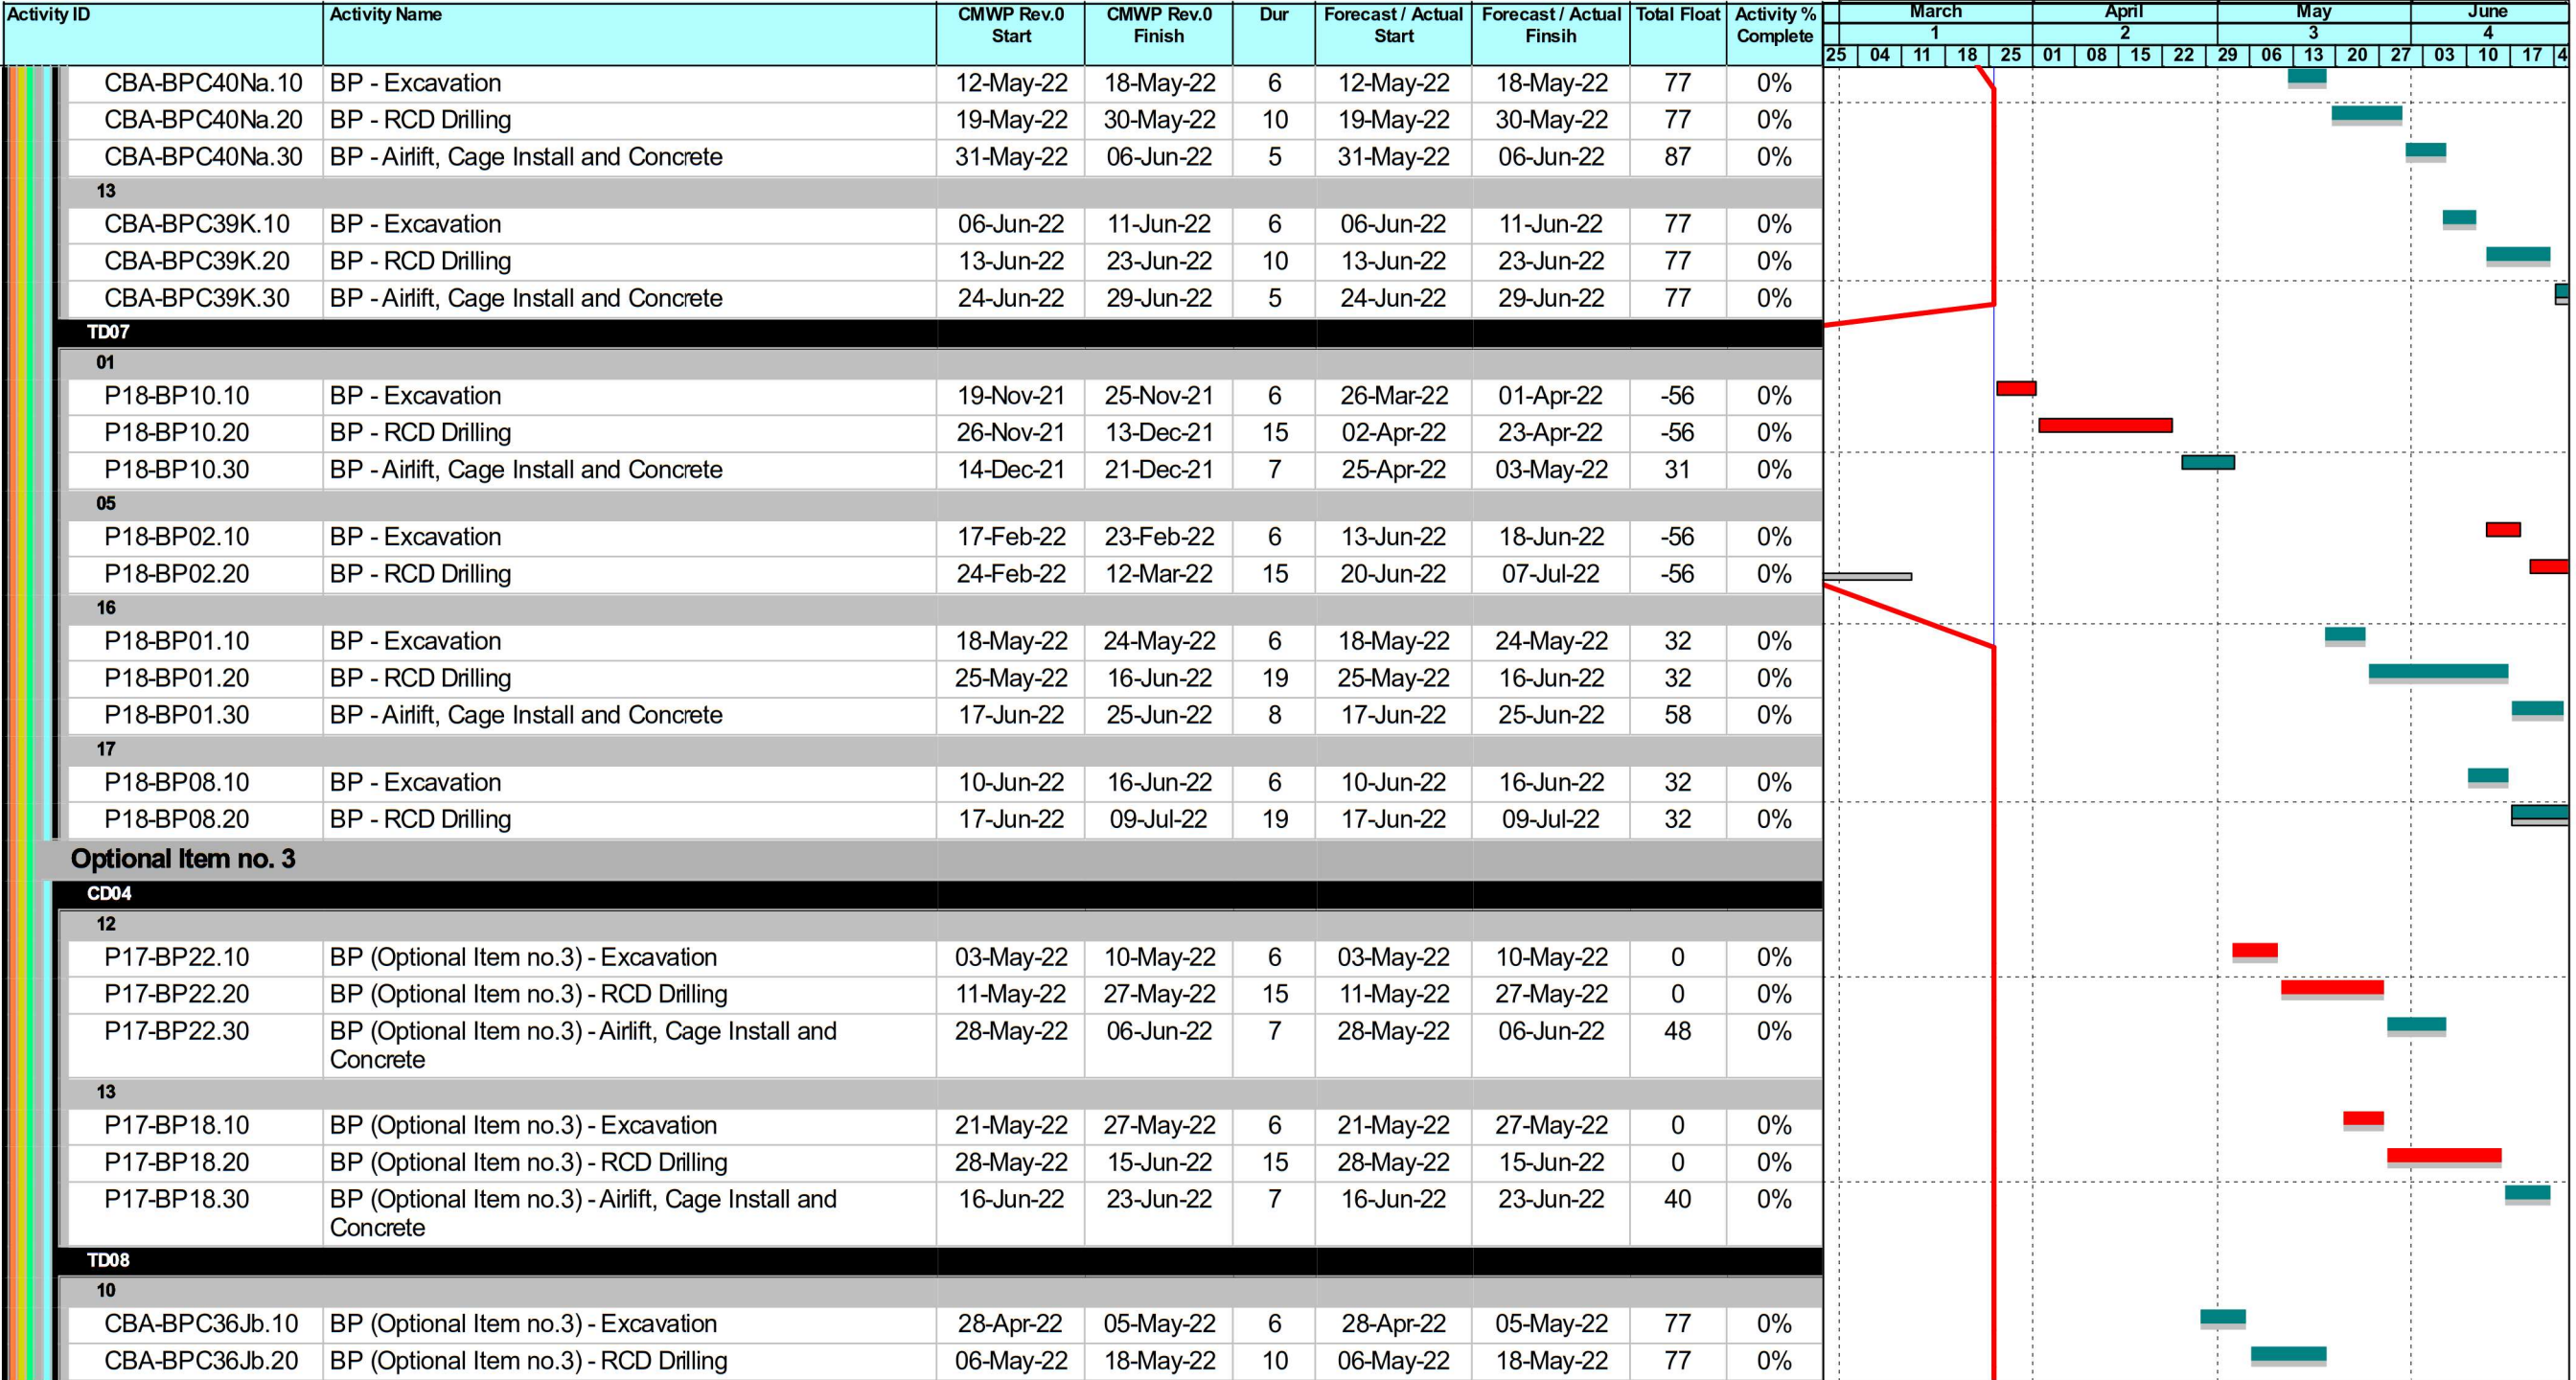 Activity ID Activity Name CMWP Rev.0 Start CMWP Rev.0 Finish Dur Forecast / Actual Start Forecast / Actual Finsih Total Float Activity % Complete
March April May June
1 2 3 4
25 04 11 18 25 01 08 15 22 29 06 13 20 27 03 10 17
CBA-BPC40Na.10 BP - Excavation 12-May-22 18-May-22 6 12-May-22 18-May-22 77 0%
CBA-BPC40Na.20 BP - RCD Drilling 19-May-22 30-May-22 10 19-May-22 30-May-22 77 0%
CBA-BPC40Na.30 BP - Airlift, Cage Install and Concrete 31-May-22 06-Jun-22 5 31-May-22 06-Jun-22 87 0%
13
CBA-BPC39K.10 BP - Excavation 06-Jun-22 11-Jun-22 6 06-Jun-22 11-Jun-22 77 0%
CBA-BPC39K.20 BP - RCD Drilling 13-Jun-22 23-Jun-22 10 13-Jun-22 23-Jun-22 77 0%
CBA-BPC39K.30 BP - Airlift, Cage Install and Concrete 24-Jun-22 29-Jun-22 5 24-Jun-22 29-Jun-22 77 0%
TD07
01
P18-BP10.10 BP - Excavation 19-Nov-21 25-Nov-21 6 26-Mar-22 01-Apr-22 -56 0%
P18-BP10.20 BP - RCD Drilling 26-Nov-21 13-Dec-21 15 02-Apr-22 23-Apr-22 -56 0%
P18-BP10.30 BP - Airlift, Cage Install and Concrete 14-Dec-21 21-Dec-21 7 25-Apr-22 03-May-22 31 0%
05
P18-BP02.10 BP - Excavation 17-Feb-22 23-Feb-22 6 13-Jun-22 18-Jun-22 -56 0%
P18-BP02.20 BP - RCD Drilling 24-Feb-22 12-Mar-22 15 20-Jun-22 07-Jul-22 -56 0%
16
P18-BP01.10 BP - Excavation 18-May-22 24-May-22 6 18-May-22 24-May-22 32 0%
P18-BP01.20 BP - RCD Drilling 25-May-22 16-Jun-22 19 25-May-22 16-Jun-22 32 0%
P18-BP01.30 BP - Airlift, Cage Install and Concrete 17-Jun-22 25-Jun-22 8 17-Jun-22 25-Jun-22 58 0%
17
P18-BP08.10 BP - Excavation 10-Jun-22 16-Jun-22 6 10-Jun-22 16-Jun-22 32 0%
P18-BP08.20 BP - RCD Drilling 17-Jun-22 09-Jul-22 19 17-Jun-22 09-Jul-22 32 0%
Optional Item no. 3
CD04
12
P17-BP22.10 BP (Optional Item no.3) - Excavation 03-May-22 10-May-22 6 03-May-22 10-May-22 0 0%
P17-BP22.20 BP (Optional Item no.3) - RCD Drilling 11-May-22 27-May-22 15 11-May-22 27-May-22 0 0%
P17-BP22.30 BP (Optional Item no.3) - Airlift, Cage Install and 28-May-22 06-Jun-22 7 28-May-22 06-Jun-22 48 0%
Concrete
13
P17-BP18.10 BP (Optional Item no.3) - Excavation 21-May-22 27-May-22 6 21-May-22 27-May-22 0 0%
P17-BP18.20 BP (Optional Item no.3) - RCD Drilling 28-May-22 15-Jun-22 15 28-May-22 15-Jun-22 0 0%
P17-BP18.30 BP (Optional Item no.3) - Airlift, Cage Install and 16-Jun-22 23-Jun-22 7 16-Jun-22 23-Jun-22 40 0%
Concrete
TD08
10
CBA-BPC36Jb.10 BP (Optional Item no.3) - Excavation 28-Apr-22 05-May-22 6 28-Apr-22 05-May-22 77 0%
CBA-BPC36Jb.20 BP (Optional Item no.3) - RCD Drilling 06-May-22 18-May-22 10 06-May-22 18-May-22 77 0%